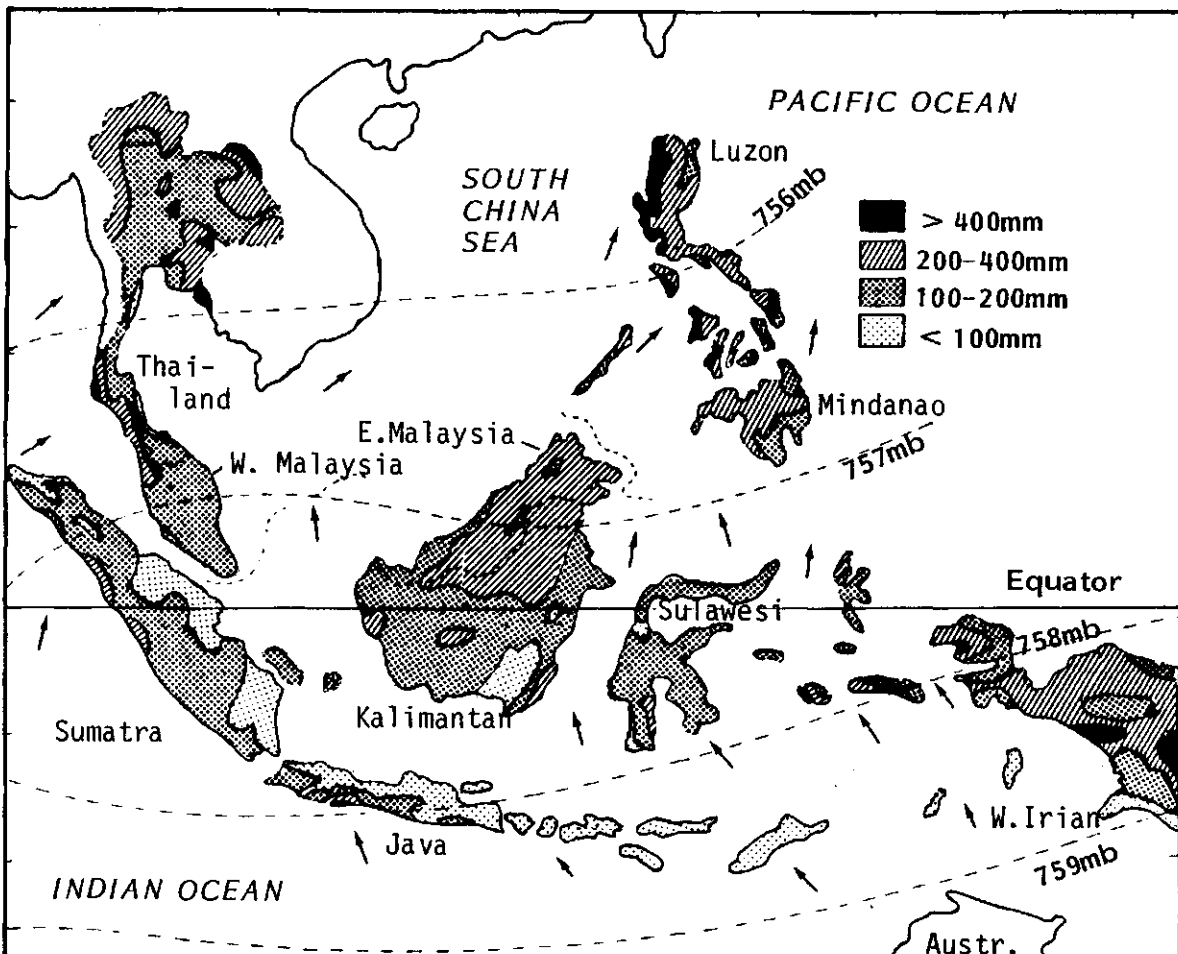 PACIFIC OCEAN
Luzon
SOUTH
CHINA
SEA
756mb
> 400mm
200-400mm
100-200mm
< 100mm
Thai-
land
Mindanao
E.Malaysia
W. Malaysia
757mb
Equator
Sulawesi
758mb
Sumatra
Kalimantan
W.Irian
Java
759mb
INDIAN OCEAN
Austr.